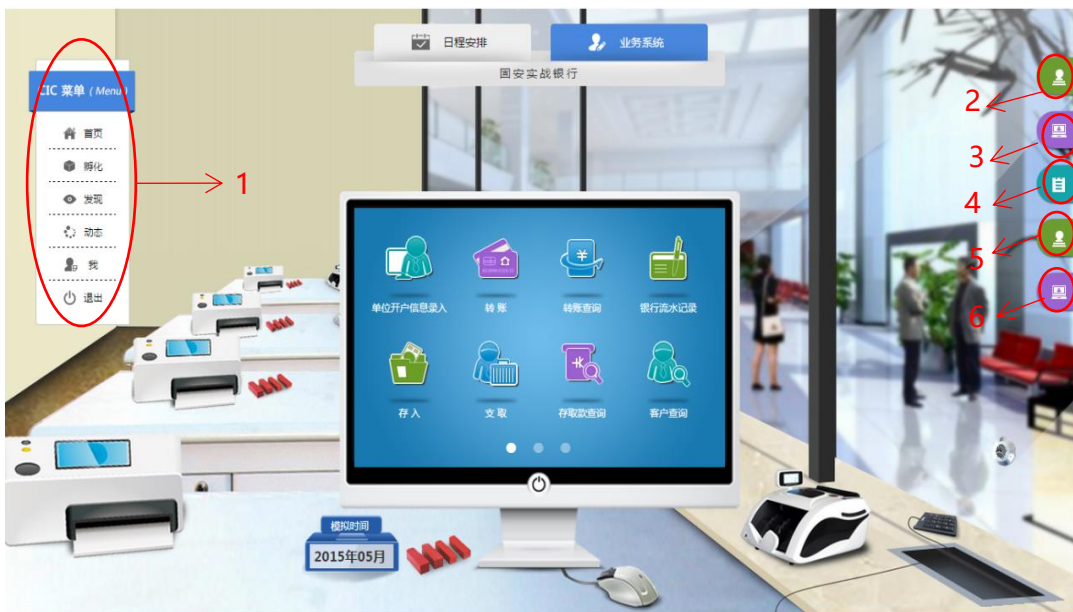 日程安排
业务系统
固安实战银行
CIC 菜单 ( Menu )
首页
孵化
发现
动态
我
退出
1
2
3
4
5
6
单位开户信息录入
转 账
转账查询
银行流水记录
存 入
支 取
存取款查询
客户查询
模拟时间
2015年05月